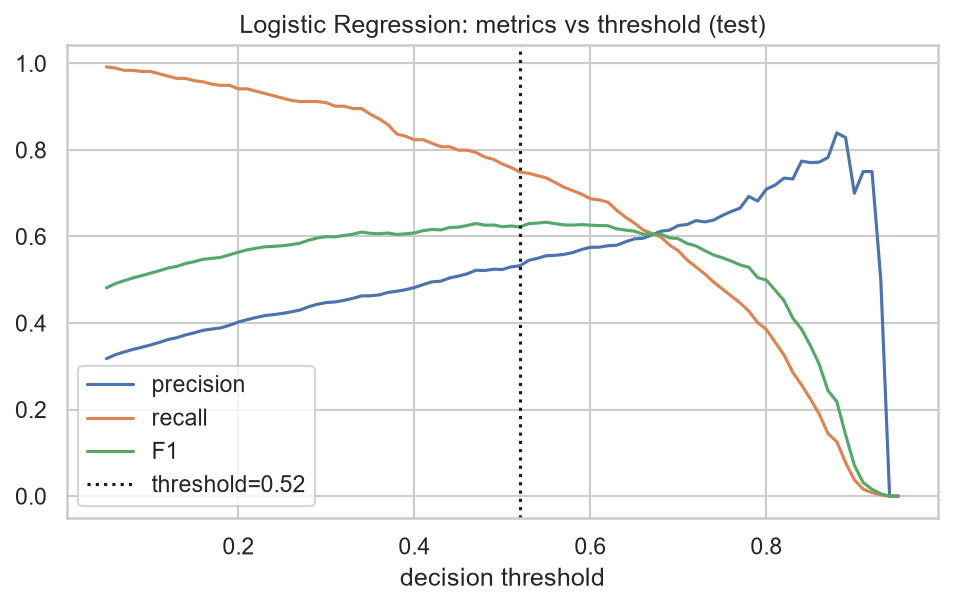 Logistic Regression: metrics vs threshold (test)
1.0
0.8
0.6
0.4
0.2
0.0
precision
recall
F1
threshold=0.52
0.2
0.4
0.6
0.8
decision threshold